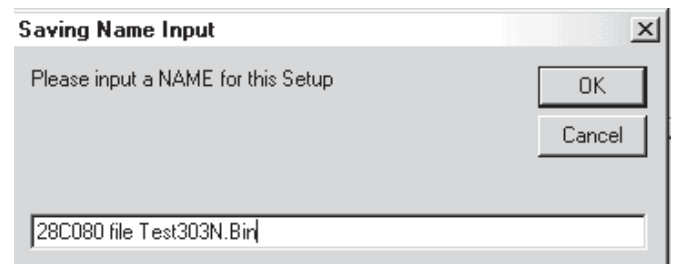 Saving Name Input
Please input a NAME for this Setup
OK
Cancel
28C080 file Test303N.Bin